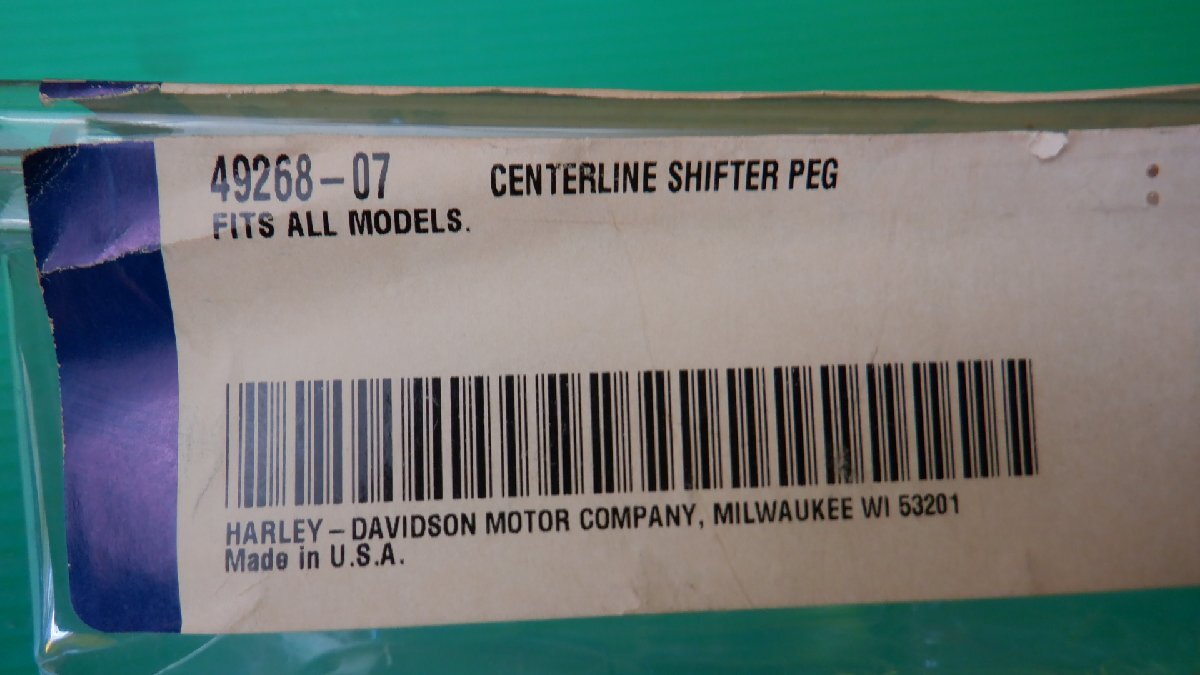 49268-07 CENTERLINE SHIFTER PEG
FITS ALL MODELS.
HARLEY-DAVIDSON MOTOR COMPANY, MILWAUKEE WI 53201
Made in U.S.A.